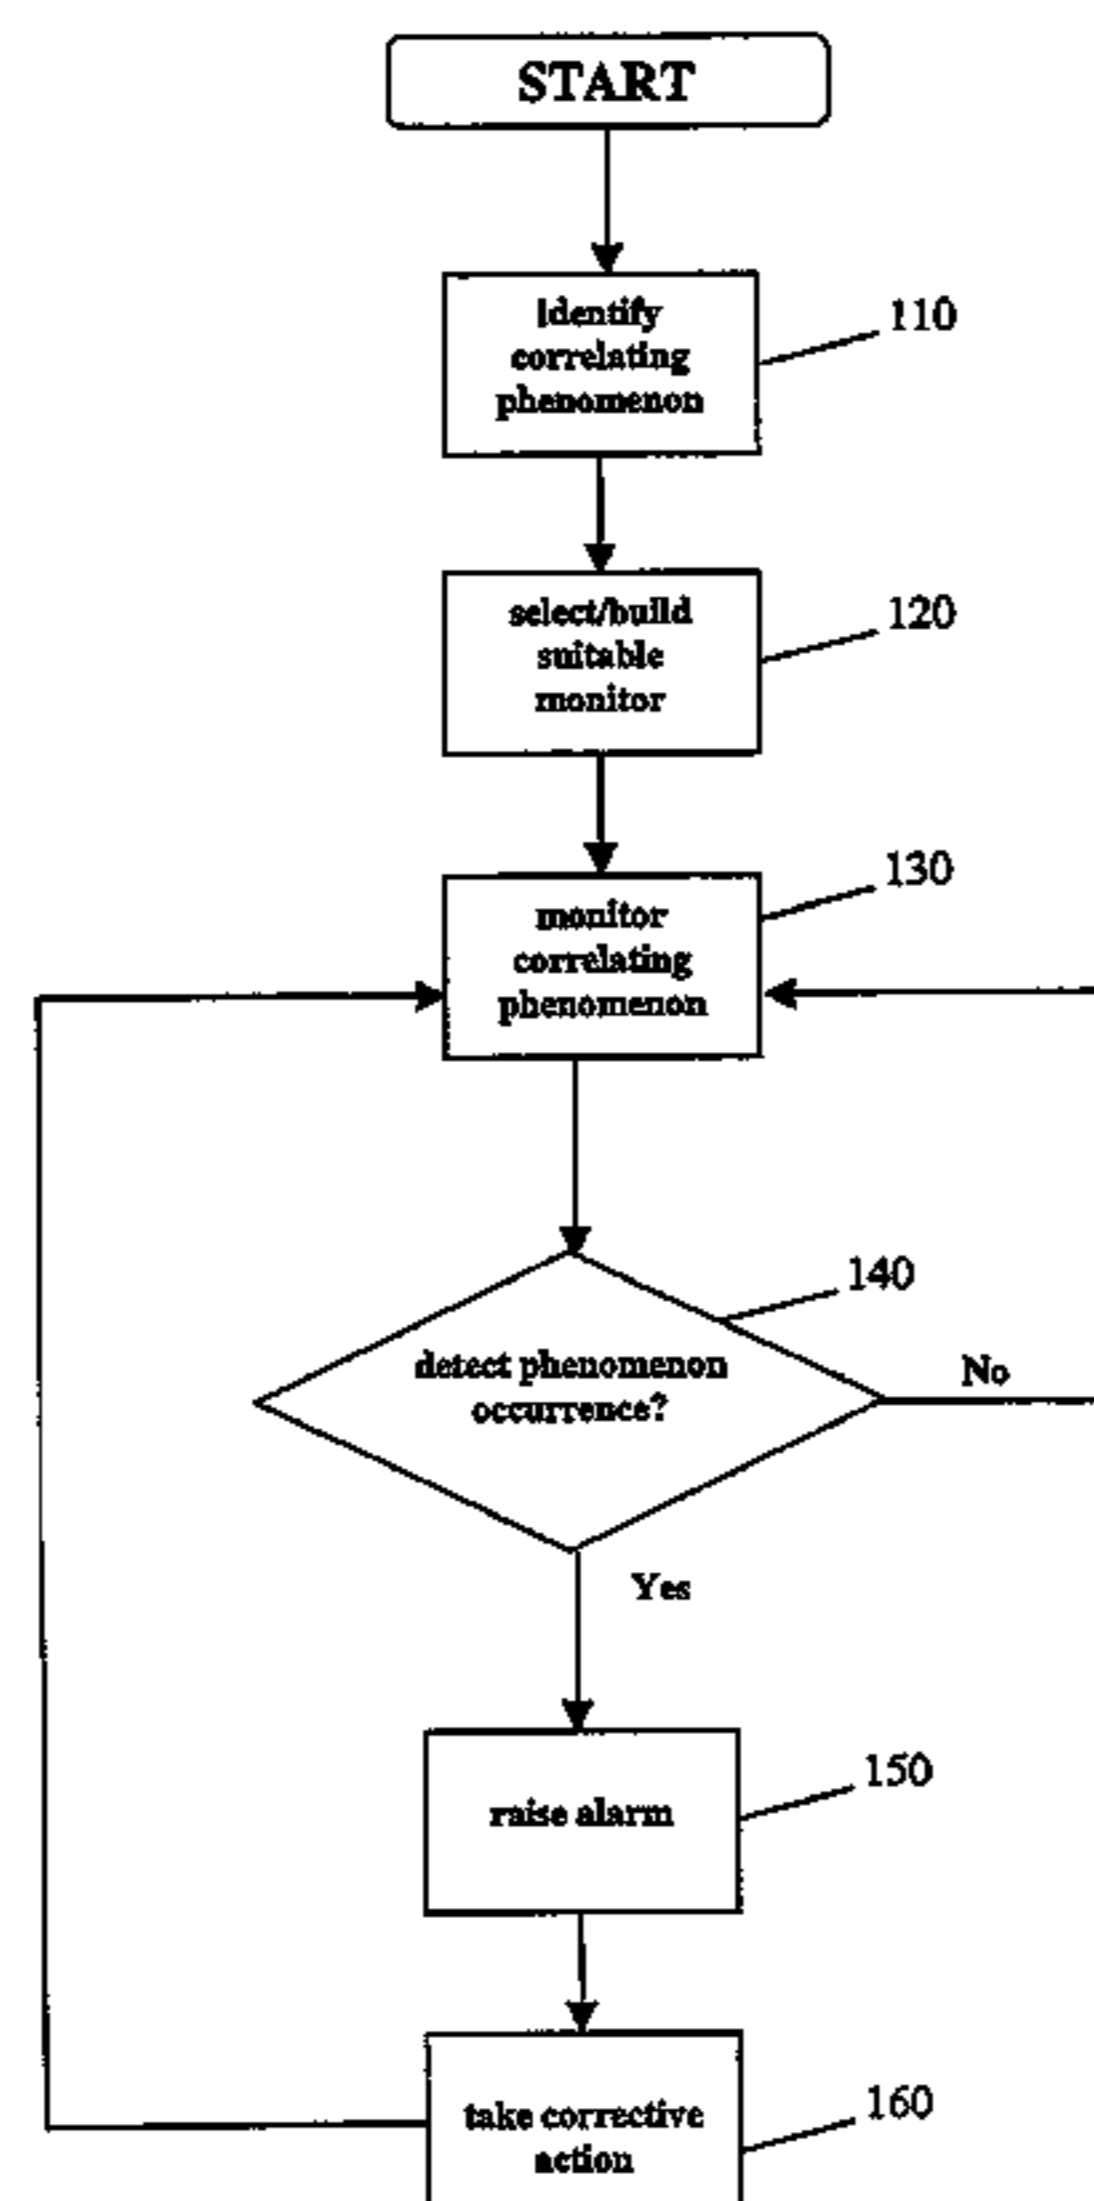 START
Identify
correlating
phenomenon
110
select/build
suitable
monitor
120
130
monitor
correlating
phenomenon
140
detect phenomenon
occurrence?
No
Yes
raise alarm
150
take corrective
action
160